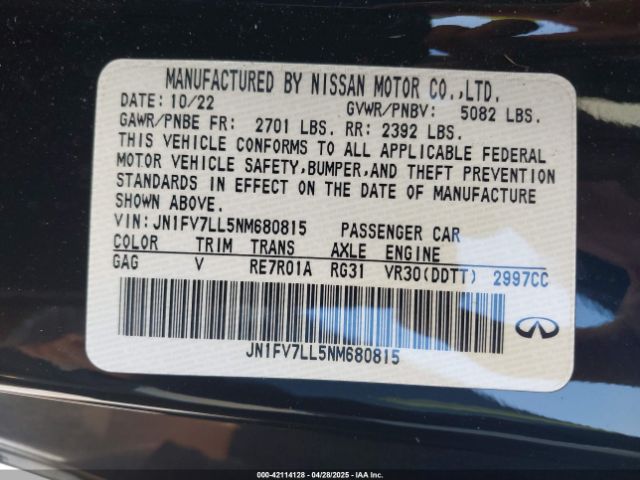 MANUFACTURED BY NISSAN MOTOR CO.,LTD.
DATE: 10/22 GVWR/PNBV: 5082 LBS.
GAWR/PNBE FR: 2701 LBS. RR: 2392 LBS.
THIS VEHICLE CONFORMS TO ALL APPLICABLE FEDERAL
MOTOR VEHICLE SAFETY,BUMPER,AND THEFT PREVENTION
STANDARDS IN EFFECT ON THE DATE OF MANUFACTURE
SHOWN ABOVE.
VIN:JN1FV7LL5NM680815 PASSENGER CAR
COLOR TRIM TRANS AXLE ENGINE
GAG V RE7R01A RG31 VR30(DDTT) 2997CC
JN1FV7LL5NM680815
000-42114128 - 04/28/2025 - IAA Inc.